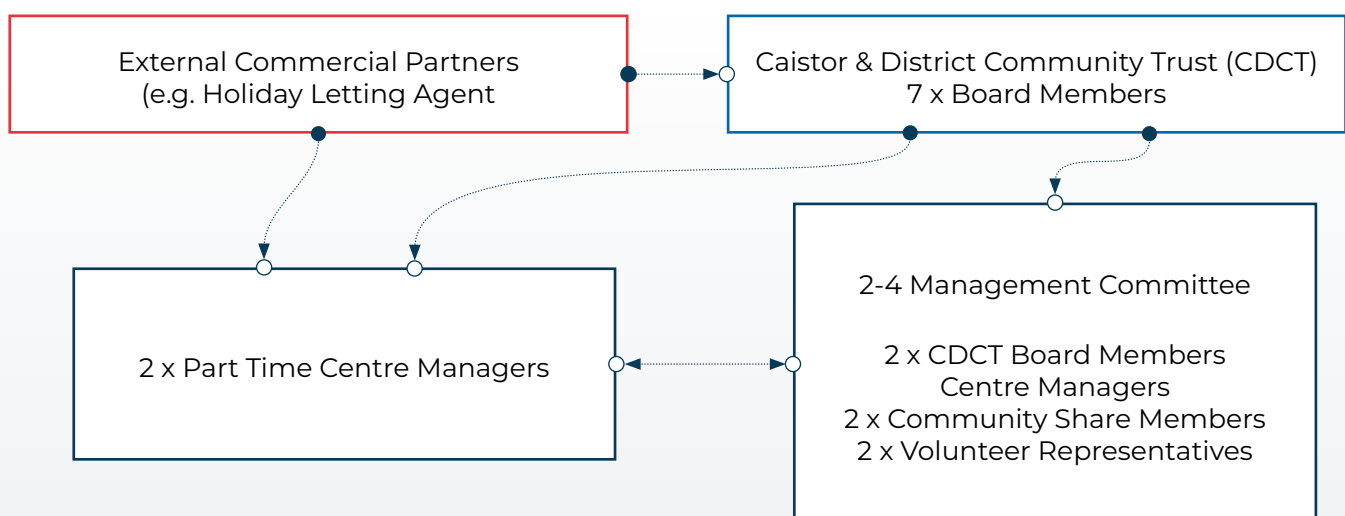 External Commercial Partners
(e.g. Holiday Letting Agent
Caistor & District Community Trust (CDCT)
7 x Board Members
2 x Part Time Centre Managers
2-4 Management Committee
2 x CDCT Board Members
Centre Managers
2 x Community Share Members
2 x Volunteer Representatives